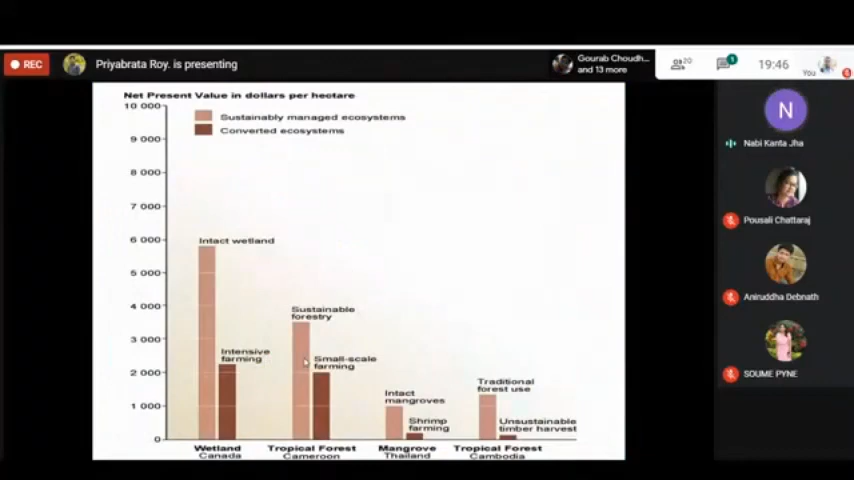 REC
Priyabrata Roy. is presenting
Gourab Choudh...
and 13 more
20
1
19:46
You
Net Present Value in dollars per hectare
10 000
Sustainably managed ecosystems
Converted ecosystems
9 000
8 000
7 000
6 000
Intact wetland
5 000
4 000
Sustainable
forestry
3 000
Intensive
farming
Small-scale
farming
2 000
Traditional
forest use
Intact
mangroves
1 000
Shrimp
farming
Unsustainable
timber harvest
0
Wetland
Canada
Tropical Forest
Cameroon
Mangrove
Thailand
Tropical Forest
Cambodia
N
Nabi Kanta Jha
Pousali Chattaraj
Aniruddha Debnath
SOUME PYNE